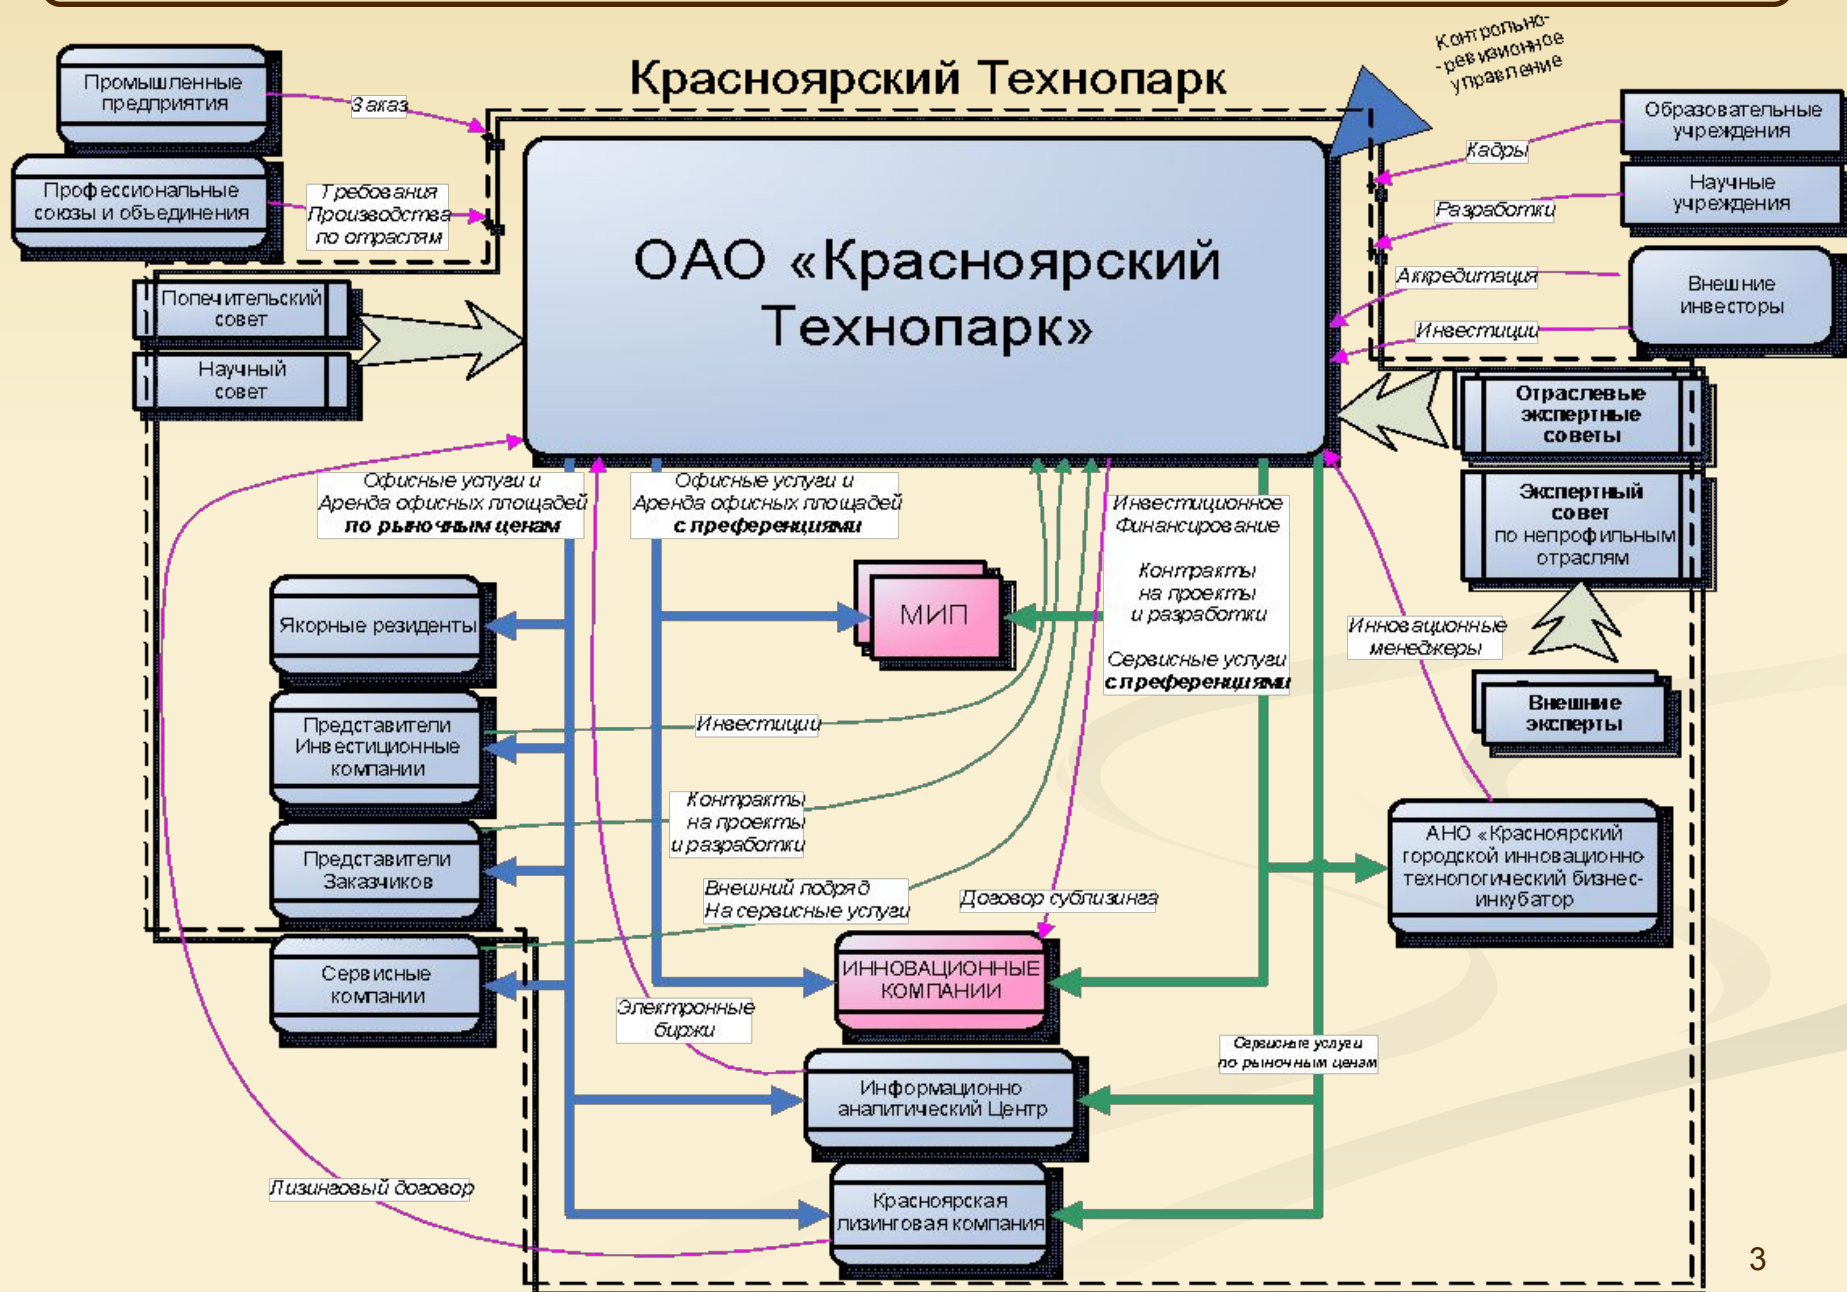 Красноярский Технопарк
Контрольно-
-ревизионное
управление
Промышленные
предприятия
Заказ
Профессиональные
союзы и объединения
Требования
Производства
по отраслям
Образовательные
учреждения
Кадры
Научные
учреждения
Разработки
Внешние
инвесторы
Аккредитация
Инвестиции
ОАО «Красноярский
Технопарк»
Попечительский
совет
Научный
совет
Отраслевые
экспертные
советы
Экспертный
совет
по непрофильным
отраслям
Внешние
эксперты
Офисные услуги и
Аренда офисных площадей
по рыночным ценам
Офисные услуги и
Аренда офисных площадей
с преференциями
Инвестиционное
Финансирование
Контракты
на проекты
и разработки
Сервисные услуги
с преференциями
Инновационные
менеджеры
Якорные резиденты
МИП
Представители
Инвестиционные
компании
Инвестиции
Представители
Заказчиков
Контракты
на проекты
и разработки
Внешний подряд
На сервисные услуги
Договор сублизинга
АНО «Красноярский
городской инновационно
технологический бизнес-
инкубатор
Сервисные
компании
ИННОВАЦИОННЫЕ
КОМПАНИИ
Электронные
биржи
Сервисные услуги
по рыночным ценам
Информационно
аналитический Центр
Лизинговый договор
Красноярская
лизинговая компания
3